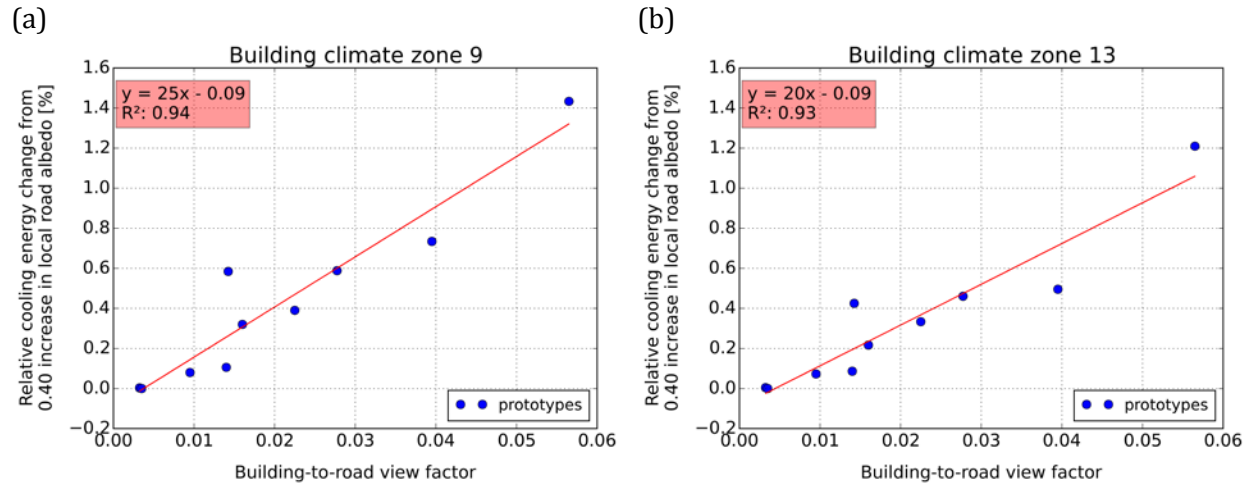 (a)
Building climate zone 9
y = 25x - 0.09
R²: 0.94
Relative cooling energy change from
0.40 increase in local road albedo [%]
1.6
1.4
1.2
1.0
0.8
0.6
0.4
0.2
0.0
−0.2
0.00 0.01 0.02 0.03 0.04 0.05 0.06
prototypes
Building-to-road view factor
(b)
Building climate zone 13
y = 20x - 0.09
R²: 0.93
Relative cooling energy change from
0.40 increase in local road albedo [%]
1.6
1.4
1.2
1.0
0.8
0.6
0.4
0.2
0.0
−0.2
0.00 0.01 0.02 0.03 0.04 0.05 0.06
prototypes
Building-to-road view factor